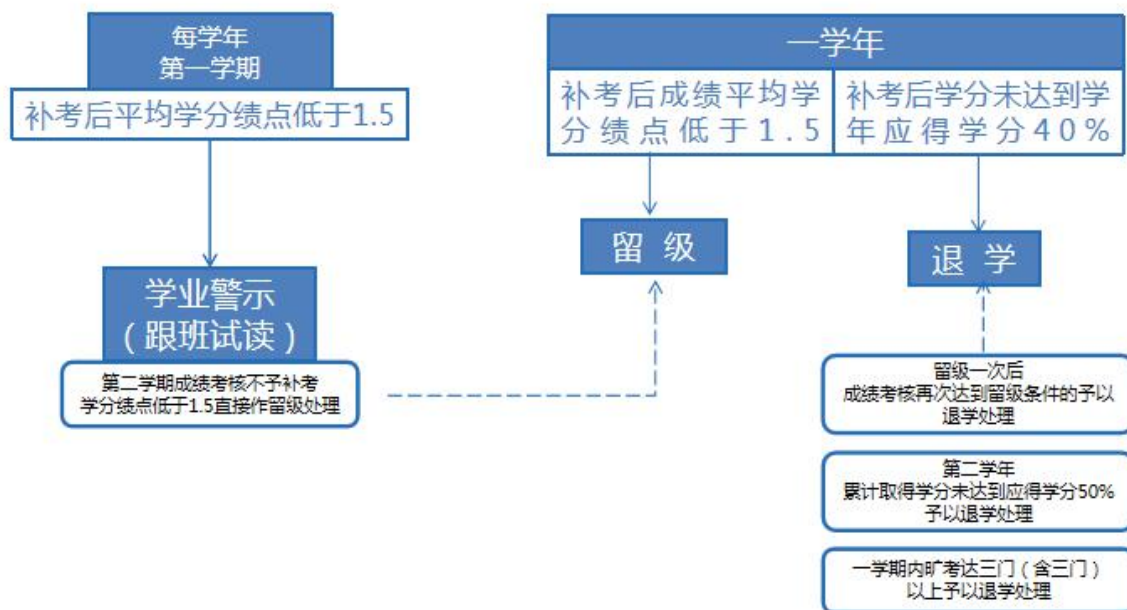 每学年
第一学期
补考后平均学分绩点低于1.5
学业警示
（跟班试读）
第二学期成绩考核不予补考
学分绩点低于1.5直接作留级处理
一学年
补考后成绩平均学
分绩点低于1.5
补考后学分未达到学
年应得学分40%
留 级
退 学
留级一次后
成绩考核再次达到留级条件的予以
退学处理
第二学年
累计取得学分未达到应得学分50%
予以退学处理
一学期内旷考达三门（含三门）
以上予以退学处理